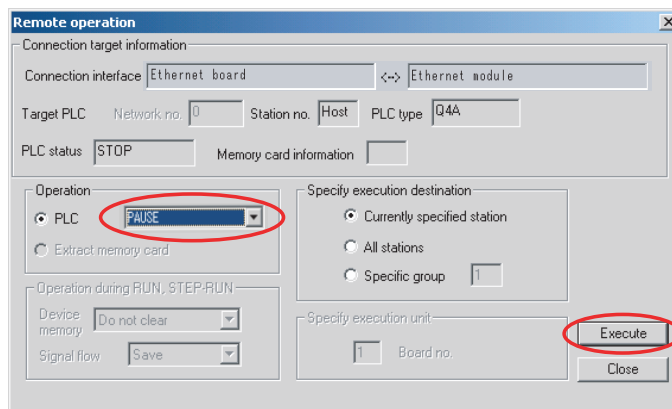 Remote operation
Connection target information
Connection interface Ethernet board <--> Ethernet module
Target PLC Network no. 0 Station no. Host PLC type Q4A
PLC status STOP Memory card information
Operation
PLC PAUSE
Extract memory card
Specify execution destination
Currently specified station
All stations
Specific group 1
Operation during RUN, STEP-RUN
Device memory Do not clear
Signal flow Save
Specify execution unit
1 Board no.
Execute
Close